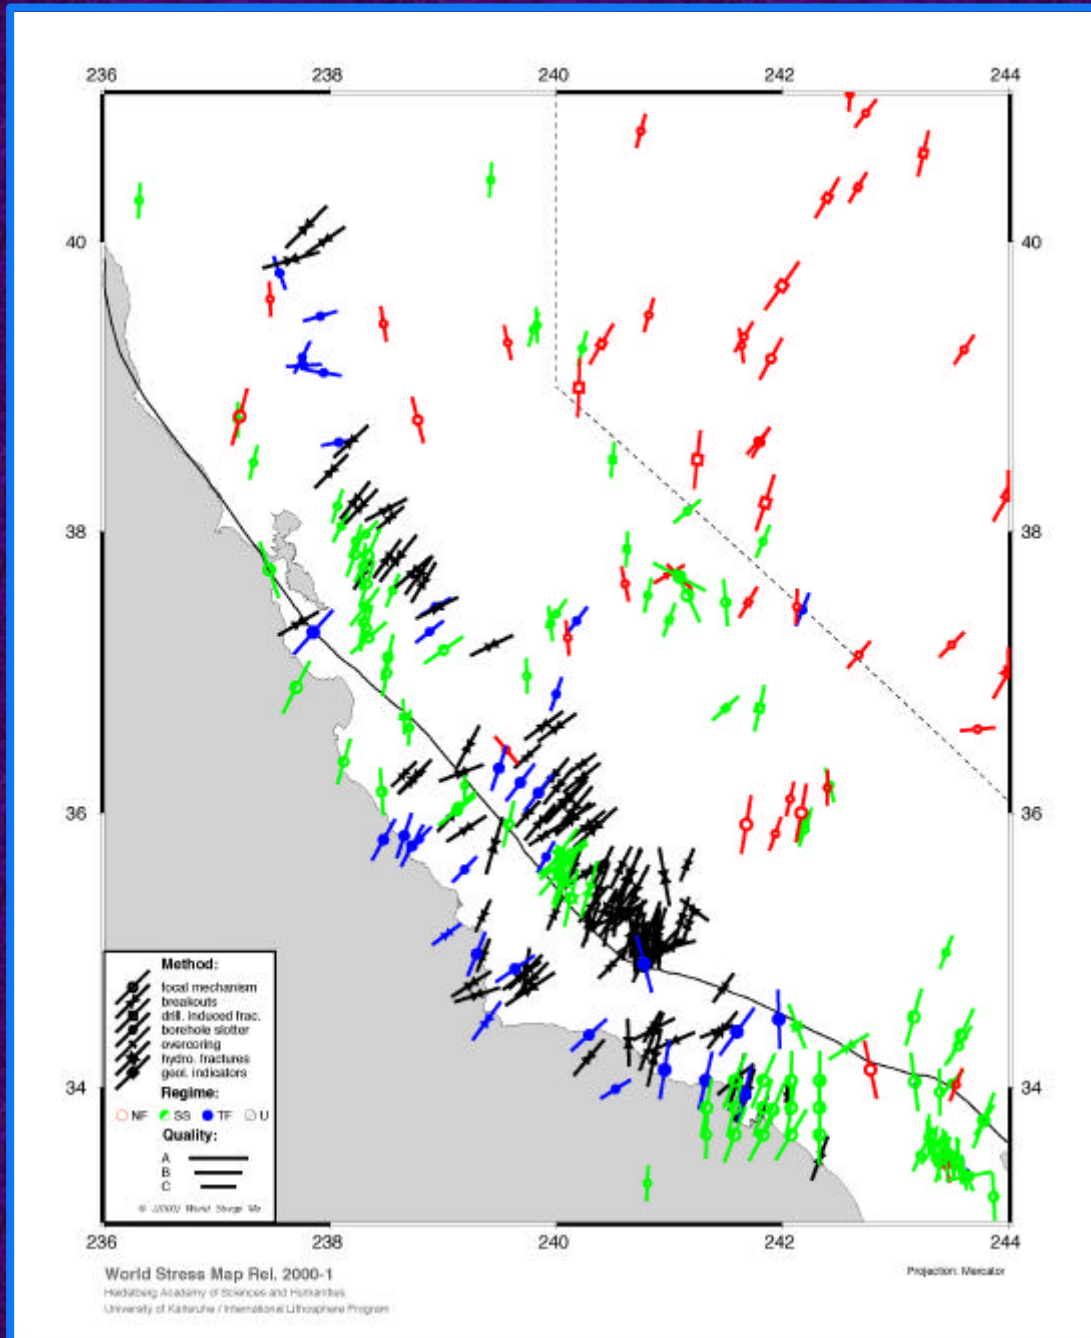 236 238 240 242 244
40 40
38 38
36 36
34 34
Method:
focal mechanism
breakouts
drill. induced frac.
borehole slotter
overcoring
hydro. fractures
geol. indicators
Regime:
NF SS TF U
Quality:
A
B
C
World
236 238 240 242 244
World Stress Map Rel. 2000-1
Projection: Mercator
Heidelberg Academy of Sciences and Humanities
University of Karlsruhe / International Lithosphere Program